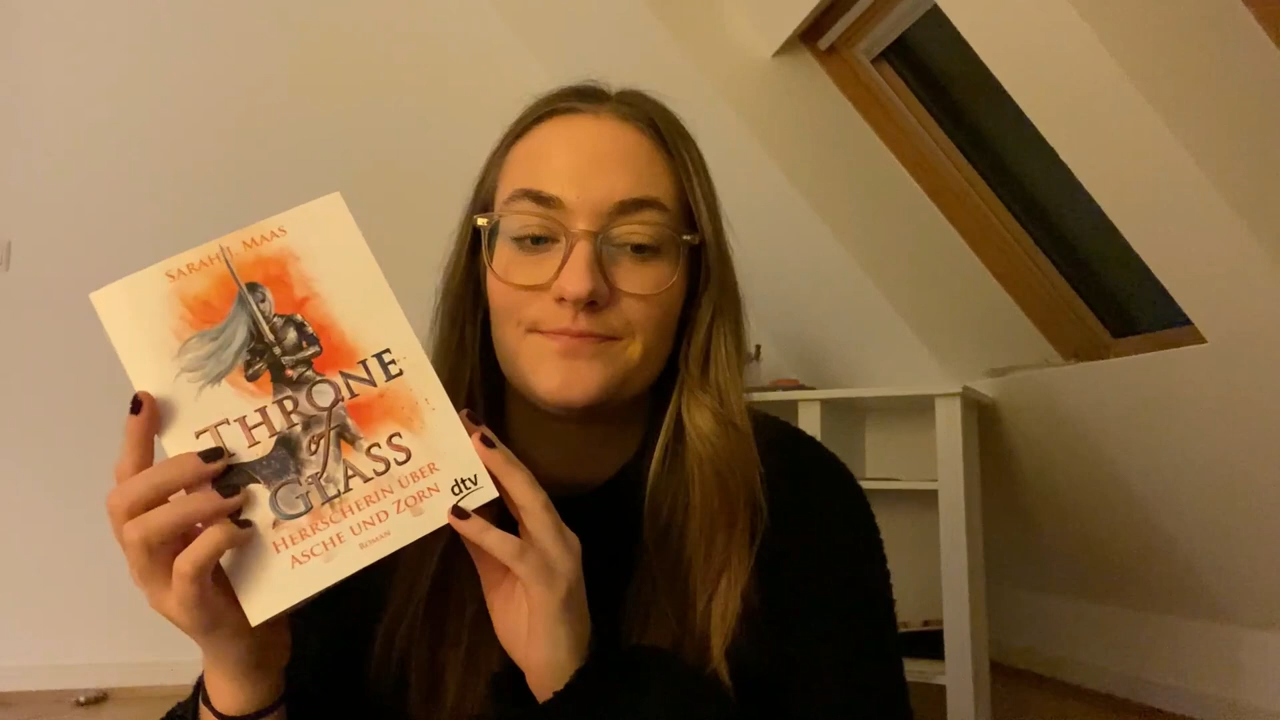 SARAH J. MAAS
THRONE
of
GLASS
HERRSCHERIN ÜBER
ASCHE UND ZORN
ROMAN
dtv